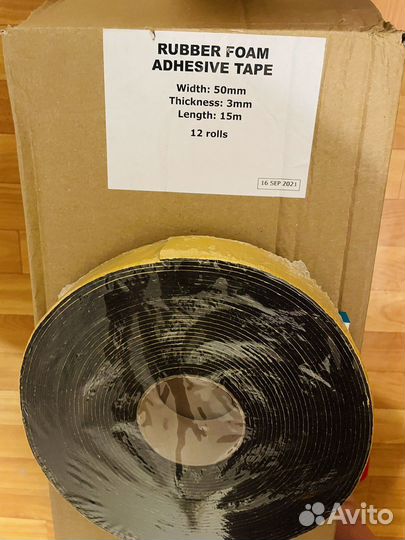 RUBBER FOAM
ADHESIVE TAPE
Width: 50mm
Thickness: 3mm
Length: 15m
12 rolls
16 SEP 2021
Avito